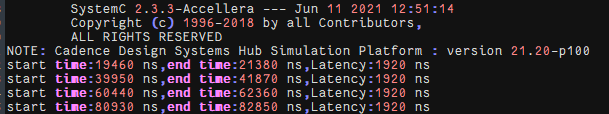 SystemC 2.3.3-Accellera --- Jun 11 2021 12:51:14
Copyright (c) 1996-2018 by all Contributors,
ALL RIGHTS RESERVED
NOTE: Cadence Design Systems Hub Simulation Platform : version 21.20-p100
start time:19460 ns,end time:21380 ns,Latency:1920 ns
start time:39950 ns,end time:41870 ns,Latency:1920 ns
start time:60440 ns,end time:62360 ns,Latency:1920 ns
start time:80930 ns,end time:82850 ns,Latency:1920 ns